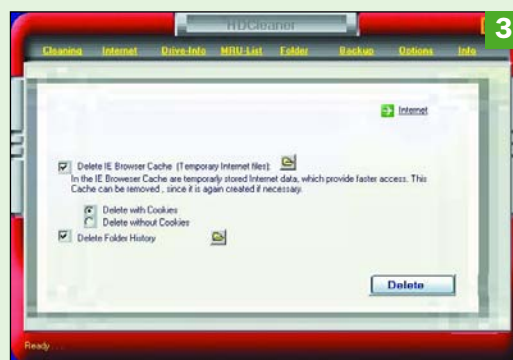 HDCleaner
3
Cleaning Internet Drive-Info MRU-List Folder Backup Options Info
Internet
Delete IE Browser Cache (Temporary Internet files):
In the IE Broweser Cache are temporaly stored Internet data, which provide faster access. This
Cache can be removed , since it is again created if necessary.
Delete with Cookies
Delete without Cookies
Delete Folder History
Delete
Ready . . .